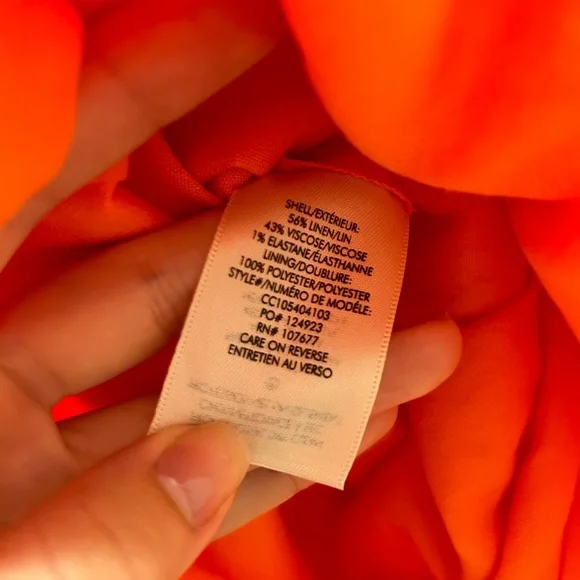 SHELL/EXTÉRIEUR:
56% LINEN/LIN
43% VISCOSE/VISCOSE
1% ELASTANE/ÉLASTHANNE
LINING/DOUBLURE:
100% POLYESTER/POLYESTER
STYLE#/NUMÉRO DE MODÉLE:
CC105404103
PO# 124923
RN# 107677
CARE ON REVERSE
ENTRETIEN AU VERSO